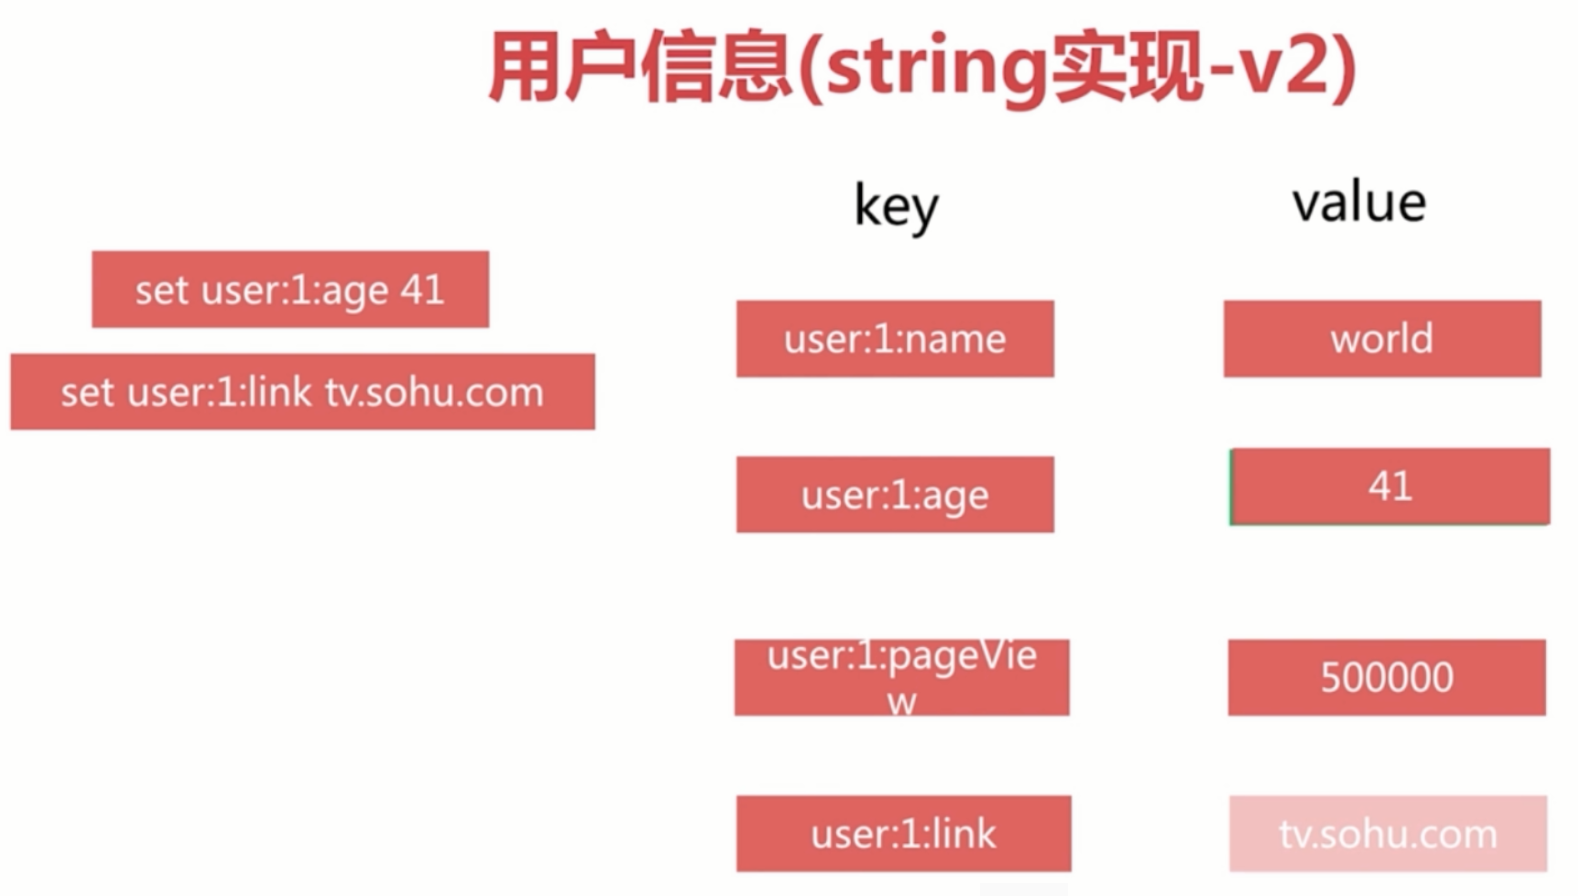 用户信息(string实现-v2)
key
value
set user:1:age 41
set user:1:link tv.sohu.com
user:1:name
world
user:1:age
41
user:1:pageVie
w
500000
user:1:link
tv.sohu.com